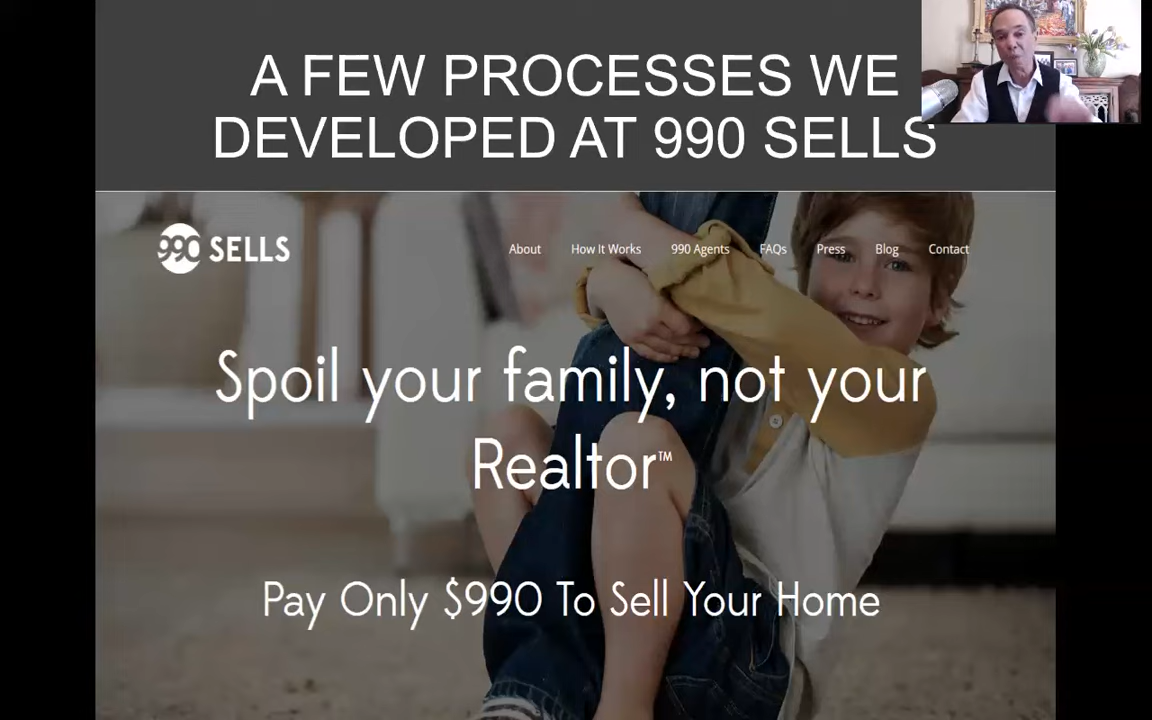 A FEW PROCESSES WE
DEVELOPED AT 990 SELLS
990 SELLS
About How It Works 990 Agents FAQs Press Blog Contact
Spoil your family, not your
Realtor™
Pay Only $990 To Sell Your Home